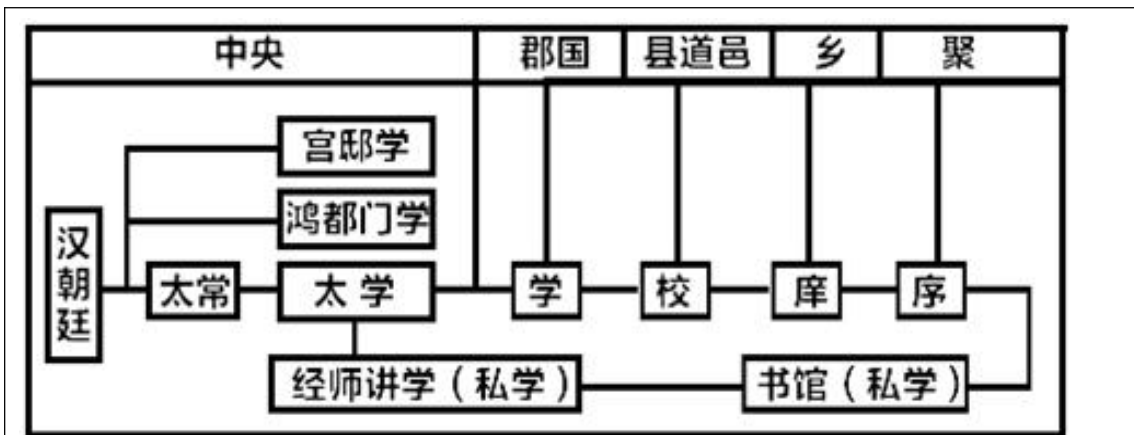 中央 郡国 县道邑 乡 聚
宫邸学
鸿都门学
汉朝廷
太常 太学 学 校 庠 序
经师讲学（私学） 书馆（私学）